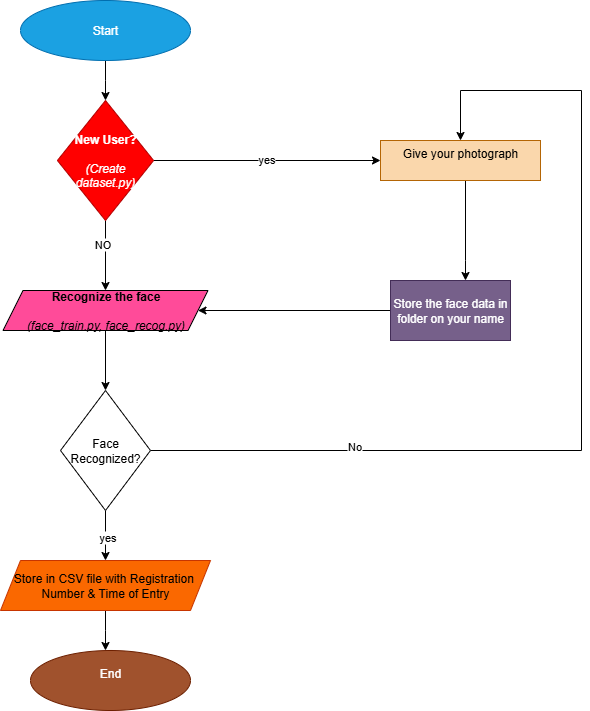 Start
New User?
(Create
dataset.py)
yes
Give your photograph
NO
Recognize the face
(face_train.py, face_recog.py)
Store the face data in
folder on your name
Face
Recognized?
No
yes
Store in CSV file with Registration
Number & Time of Entry
End